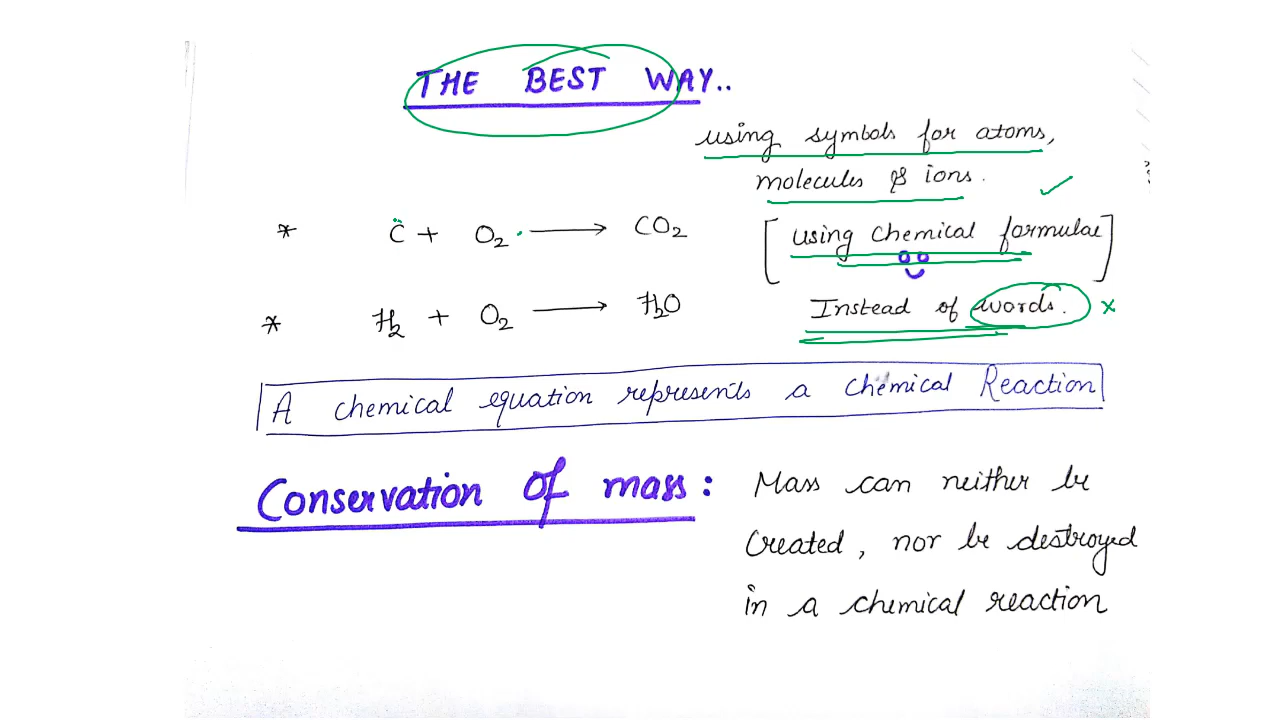 THE BEST WAY..
using symbols for atoms,
molecules & ions.
* C + O2 → CO2
[using chemical formulae]
* H2 + O2 → H2O
Instead of words.
A chemical equation represents a chemical Reaction
Conservation of mass: Mass can neither be
created, nor be destroyed
in a chemical reaction